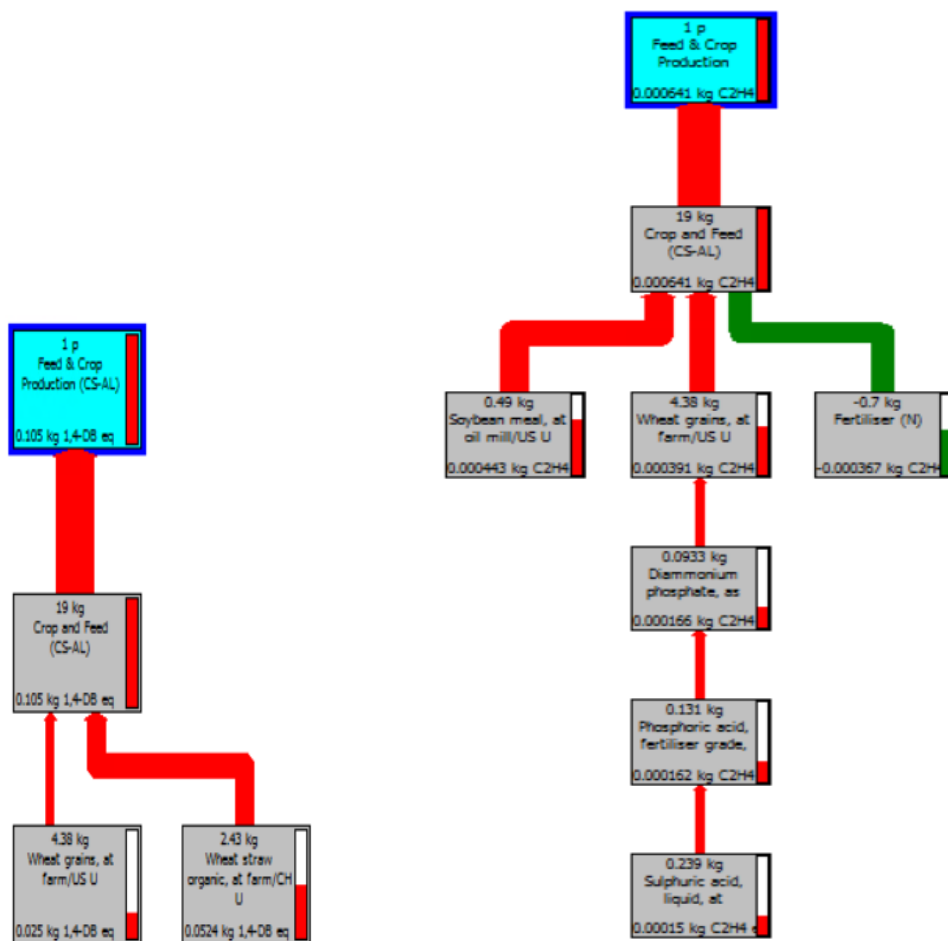 1 p
Feed & Crop
Production
0.000641 kg C2H4
19 kg
Crop and Feed
(CS-AL)
0.000641 kg C2H4
0.49 kg
Soybean meal, at
oil mill/US U
0.000443 kg C2H4
4.38 kg
Wheat grains, at
farm/US U
0.000391 kg C2H4
-0.7 kg
Fertiliser (N)
-0.000367 kg C2H4
0.0933 kg
Diammonium
phosphate, as
0.000166 kg C2H4
0.131 kg
Phosphoric acid,
fertiliser grade,
0.000162 kg C2H4
0.239 kg
Sulphuric acid,
liquid, at
0.00015 kg C2H4 e
1 p
Feed & Crop
Production (CS-AL)
0.105 kg 1,4-DB eq
19 kg
Crop and Feed
(CS-AL)
0.105 kg 1,4-DB eq
4.38 kg
Wheat grains, at
farm/US U
0.025 kg 1,4-DB eq
2.43 kg
Wheat straw
organic, at farm/CH
U
0.0524 kg 1,4-DB eq